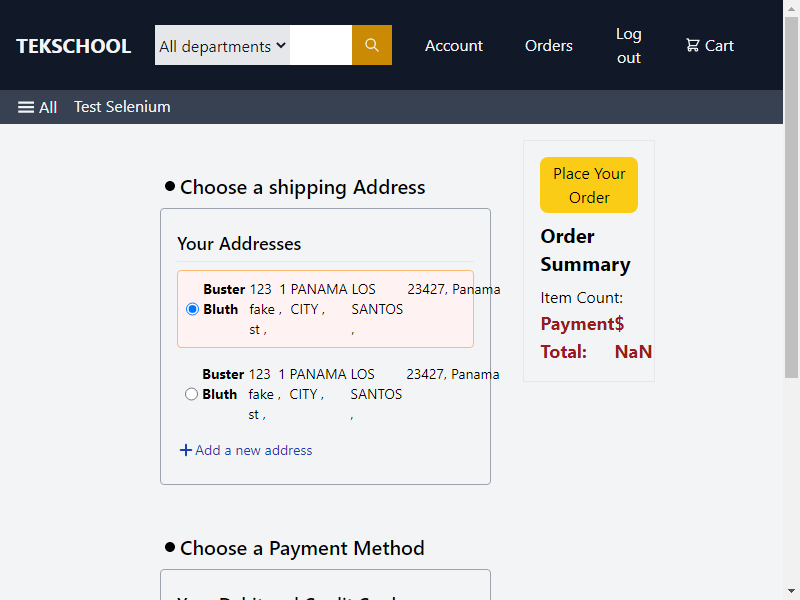 TEKSCHOOL
All departments
Account
Orders
Log
out
Cart
All
Test Selenium
Choose a shipping Address
Your Addresses
Buster 123 1 PANAMA LOS 23427, Panama
Bluth fake , CITY , SANTOS
st , ,
Buster 123 1 PANAMA LOS 23427, Panama
Bluth fake , CITY , SANTOS
st , ,
Add a new address
Choose a Payment Method
Place Your
Order
Order
Summary
Item Count:
Payment$
Total: NaN